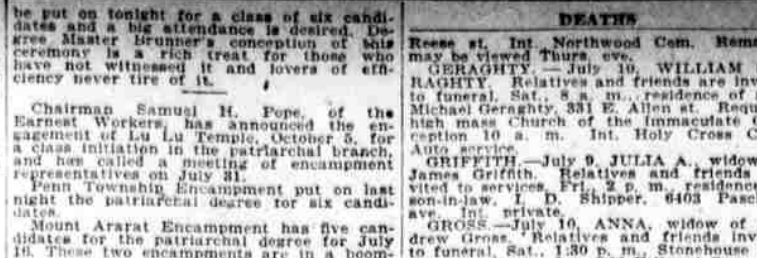 be put on tonight for a class of six candi-
dates and a big attendance is desired. De-
gree Master Brunner's conception of this
ceremony is a rich treat for those who
have not witnessed it and lovers of effi-
ciency never tire of it.
Chairman Samuel H. Pope, of the
Earnest Workers, has announced the en-
gagement of Lu Lu Temple, October 5, for
a class initiation in the patriarchal branch,
and has called a meeting of encampment
representatives on July 31.
Penn Township Encampment put on last
night the patriarchal degree for six candi-
dates.
Mount Ararat Encampment has five can-
didates for the patriarchal degree for July
16. These two encampments are in a boom-
DEATHS
Reese st. Int. Northwood Cem. Rema
may be viewed Thurs. eve.
GERAGHTY.—July 10, WILLIAM
RAGHTY. Relatives and friends are inv
to funeral, Sat., 8 a. m., residence of
Michael Geraghty, 331 E. Allen st. Requi
high mass Church of the Immaculate C
ception 10 a. m. Int. Holy Cross C
Auto service.
GRIFFITH.—July 9, JULIA A., widow
James Griffith. Relatives and friends
vited to services, Fri., 2 p. m., residence
son-in-law, I. D. Shipper, 6403 Pasch
ave. Int. private.
GROSS.—July 10, ANNA, widow of
drew Gross. Relatives and friends inv
to funeral, Sat., 1:30 p. m., Stonehouse